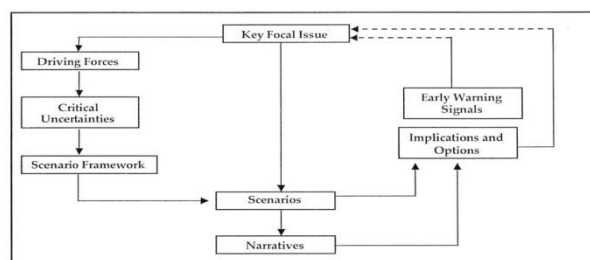 Key Focal Issue
Driving Forces
Critical
Uncertainties
Early Warning
Signals
Implications and
Options
Scenario Framework
Scenarios
Narratives